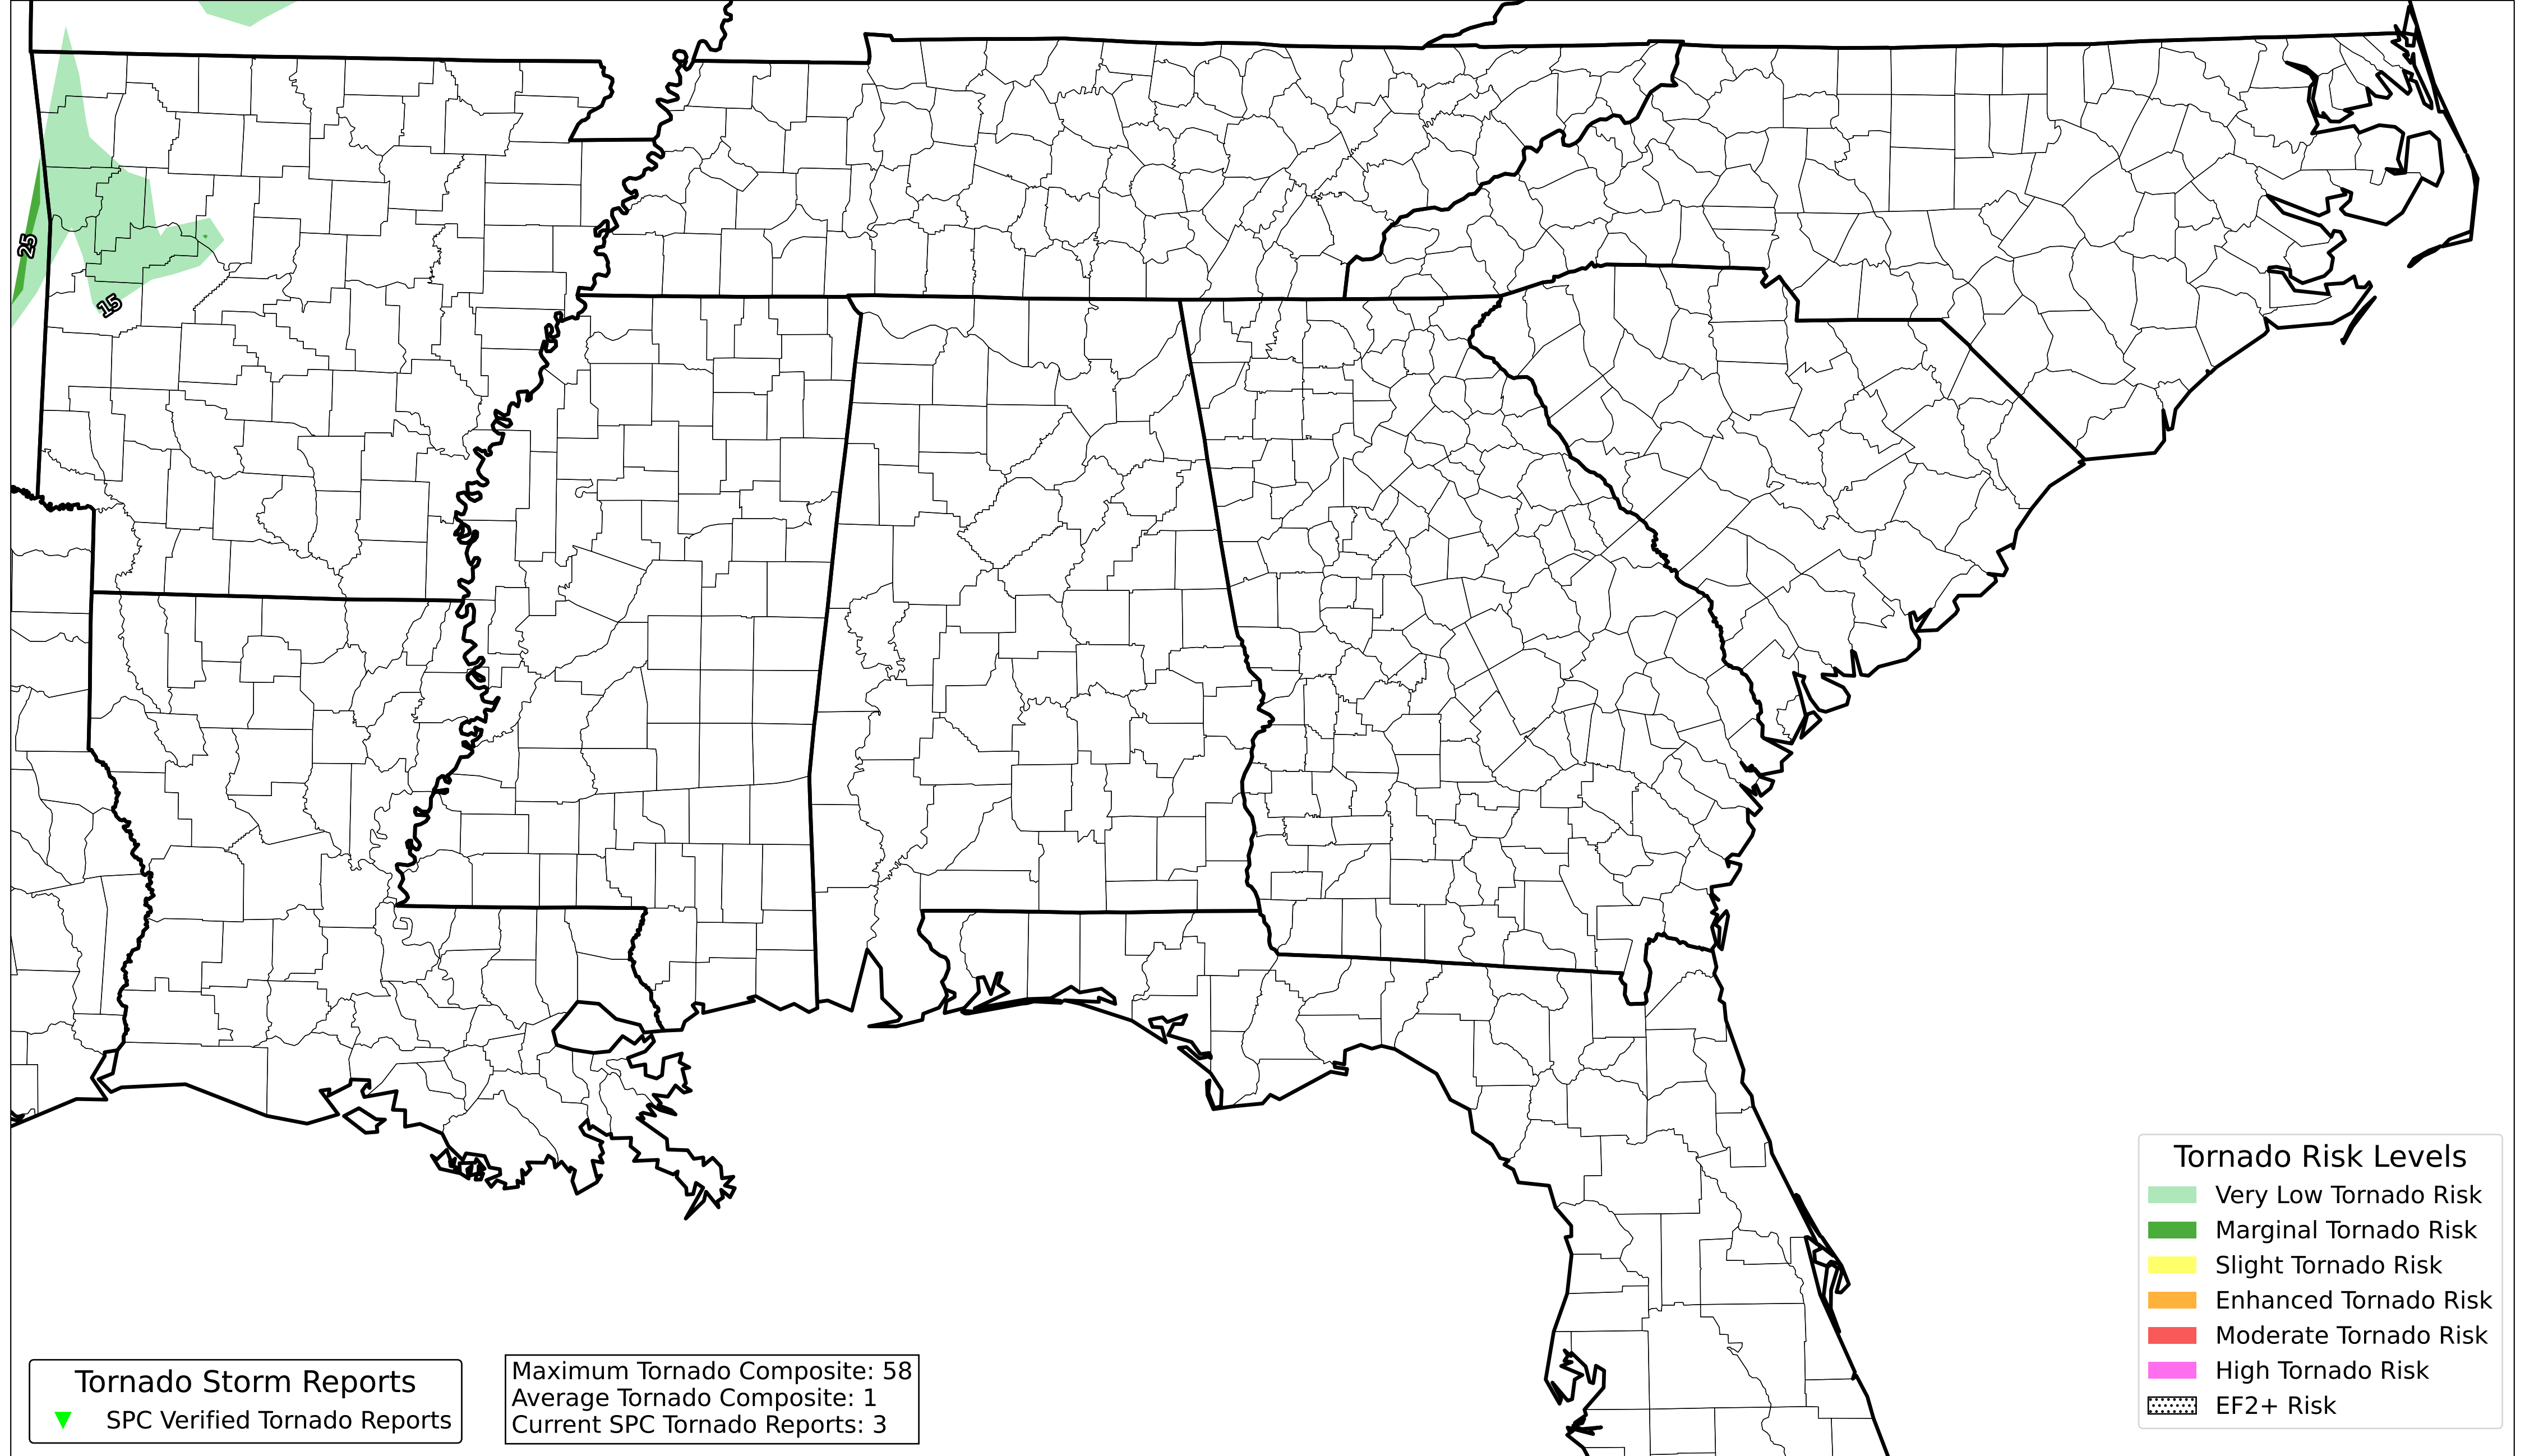 25
15
Tornado Risk Levels
Very Low Tornado Risk
Marginal Tornado Risk
Slight Tornado Risk
Enhanced Tornado Risk
Moderate Tornado Risk
High Tornado Risk
EF2+ Risk
Tornado Storm Reports
SPC Verified Tornado Reports
Maximum Tornado Composite: 58
Average Tornado Composite: 1
Current SPC Tornado Reports: 3